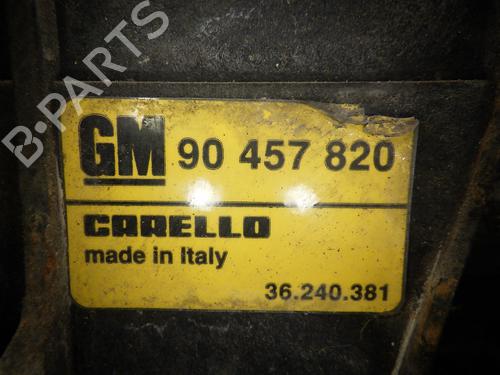 B-PARTS
GM 90 457 820
CARELLO
made in Italy
36.240.381